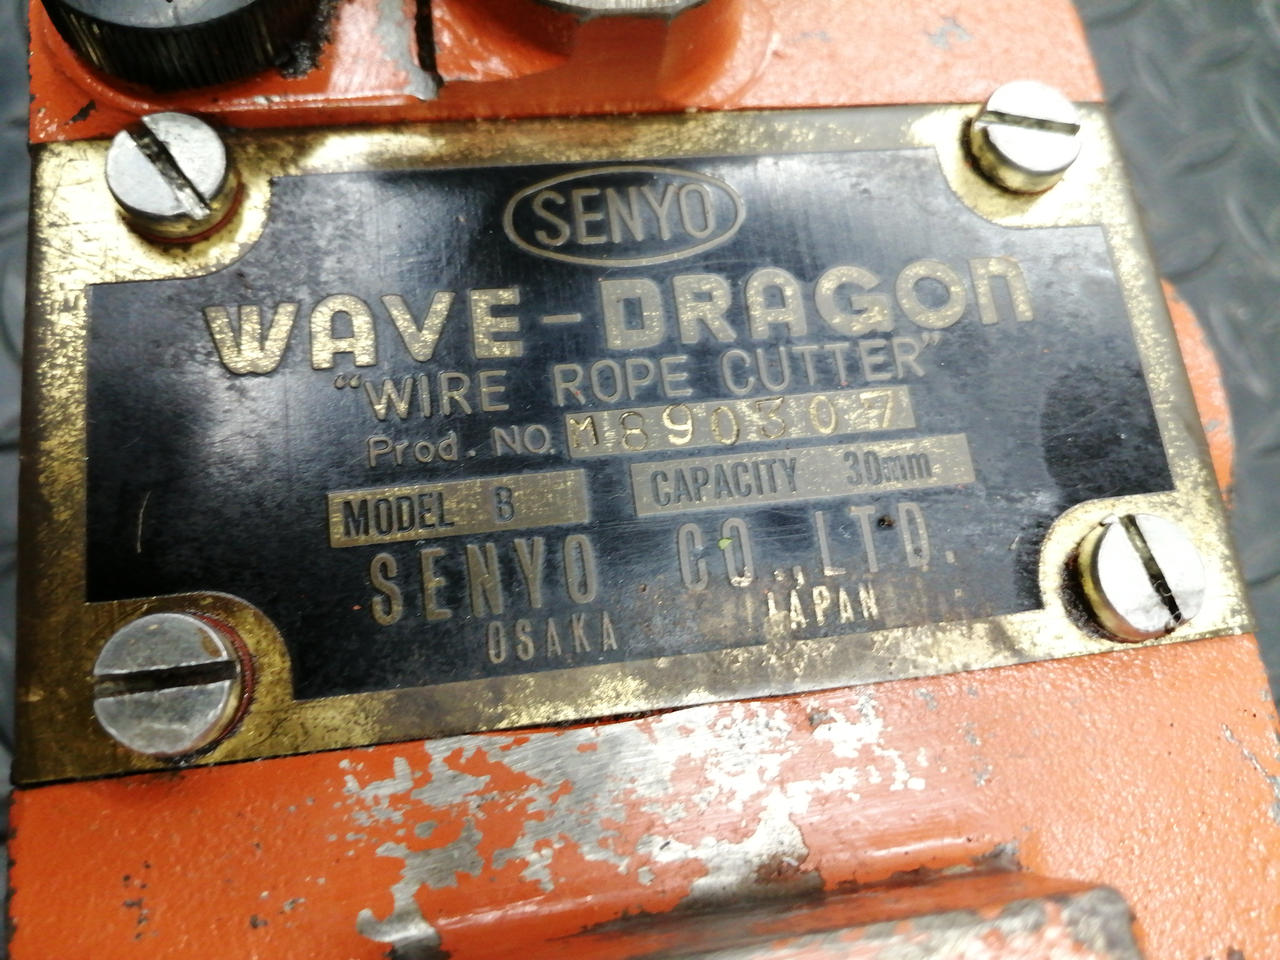 SENYO
WAVE-DRAGON
"WIRE ROPE CUTTER"
Prod. NO. M890307
MODEL B CAPACITY 30mm
SENYO CO., LTD.
OSAKA JAPAN